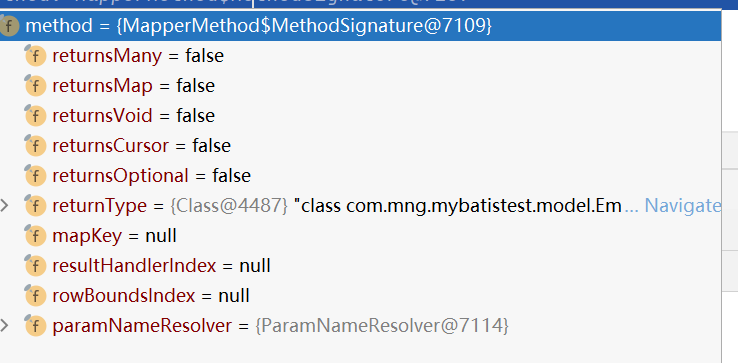 method = {MapperMethod$MethodSignature@7109}
returnsMany = false
returnsMap = false
returnsVoid = false
returnsCursor = false
returnsOptional = false
returnType = {Class@4487} "class com.mng.mybatistest.model.Em... Navigate
mapKey = null
resultHandlerIndex = null
rowBoundsIndex = null
paramNameResolver = {ParamNameResolver@7114}